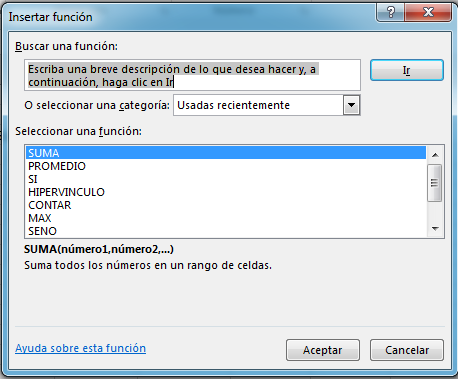 Insertar función
Buscar una función:
Escriba una breve descripción de lo que desea hacer y, a
continuación, haga clic en Ir
Ir
O seleccionar una categoría: Usadas recientemente
Seleccionar una función:
SUMA
PROMEDIO
SI
HIPERVINCULO
CONTAR
MAX
SENO
SUMA(número1,número2,...)
Suma todos los números en un rango de celdas.
Ayuda sobre esta función
Aceptar
Cancelar